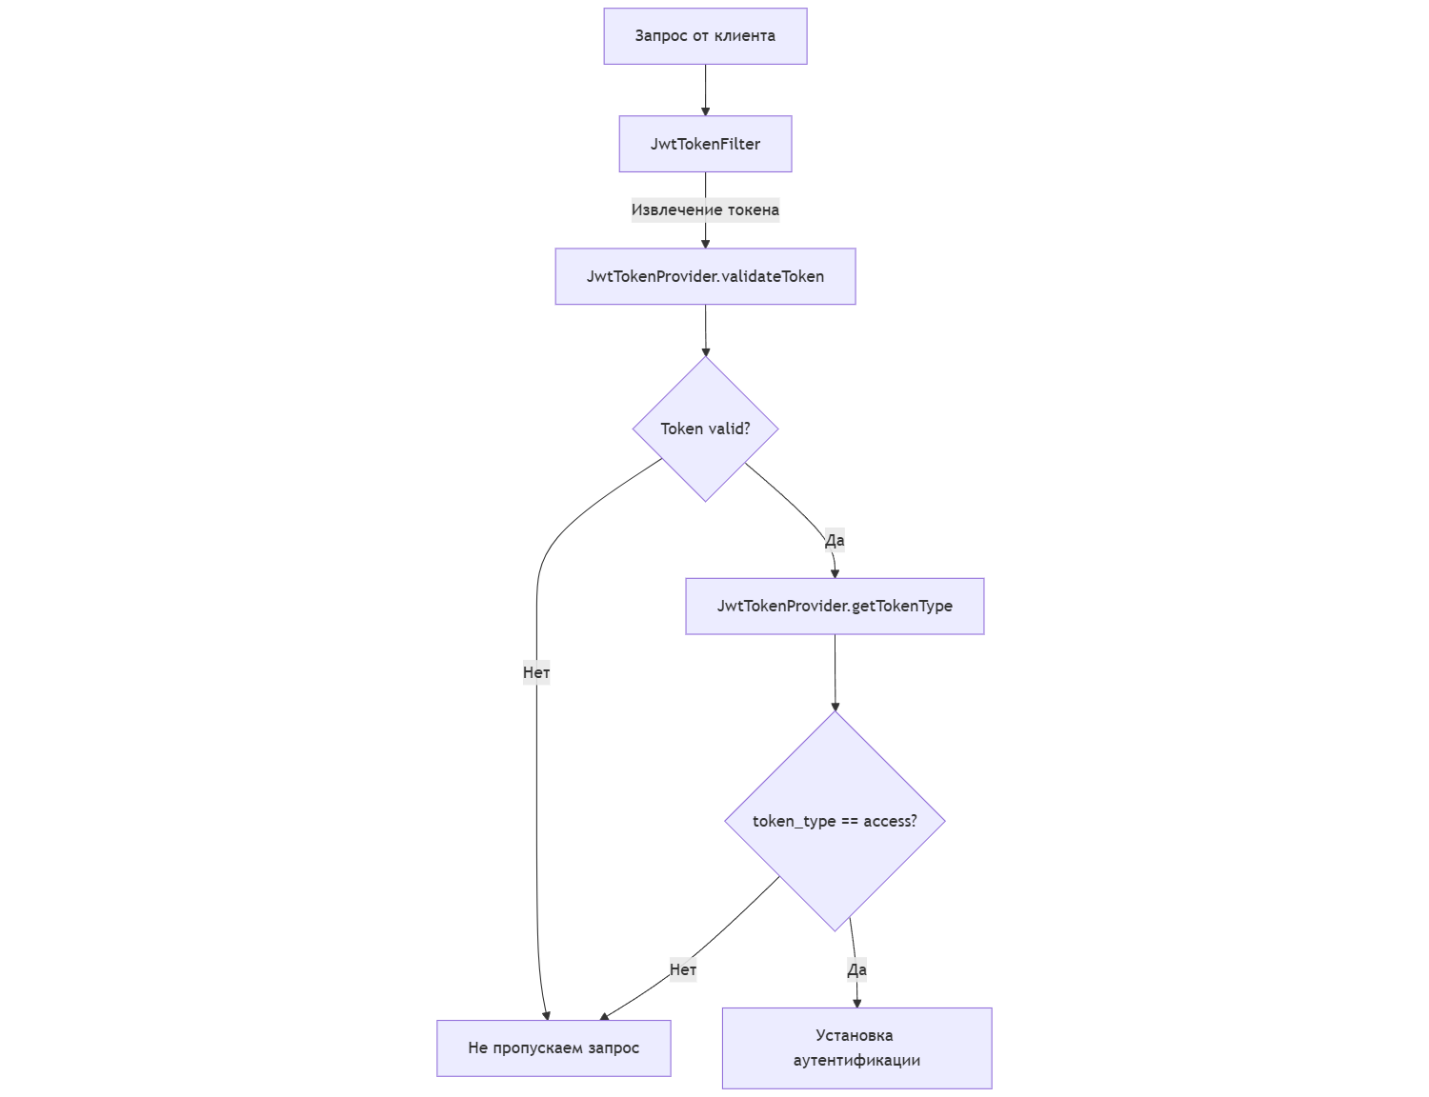 Запрос от клиента
JwtTokenFilter
Извлечение токена
JwtTokenProvider.validateToken
Token valid?
Да
JwtTokenProvider.getTokenType
Нет
token_type == access?
Нет
Да
Не пропускаем запрос
Установка
аутентификации